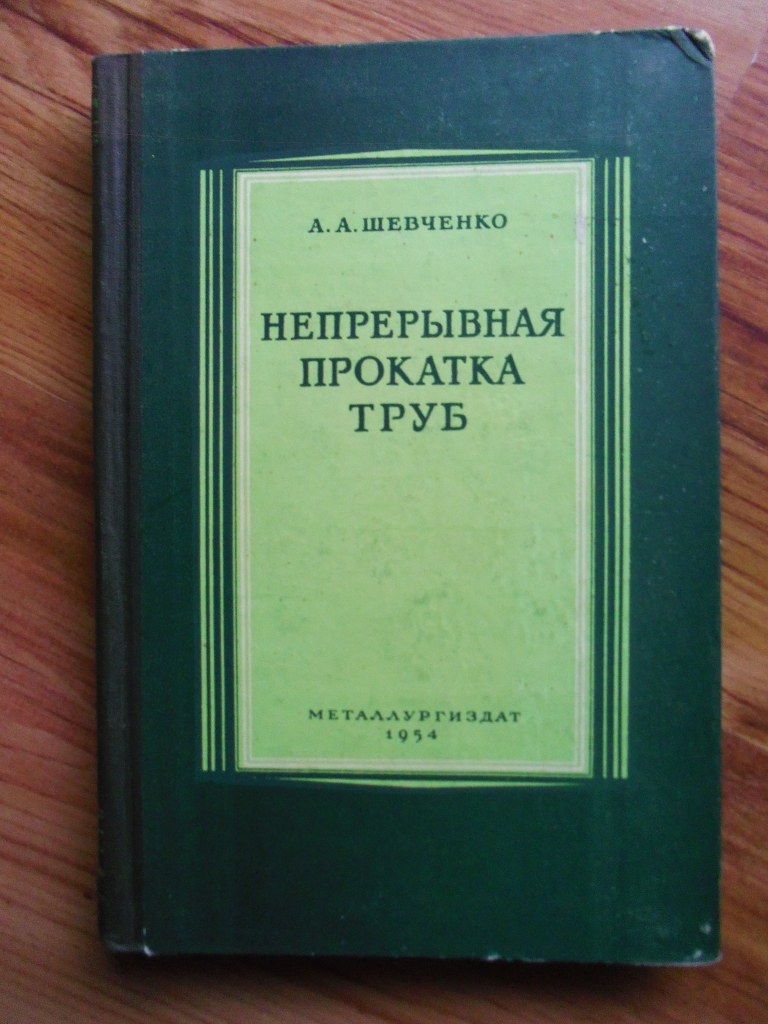 А. А. ШЕВЧЕНКО
НЕПРЕРЫВНАЯ
ПРОКАТКА
ТРУБ
МЕТАЛЛУРГИЗДАТ
1954